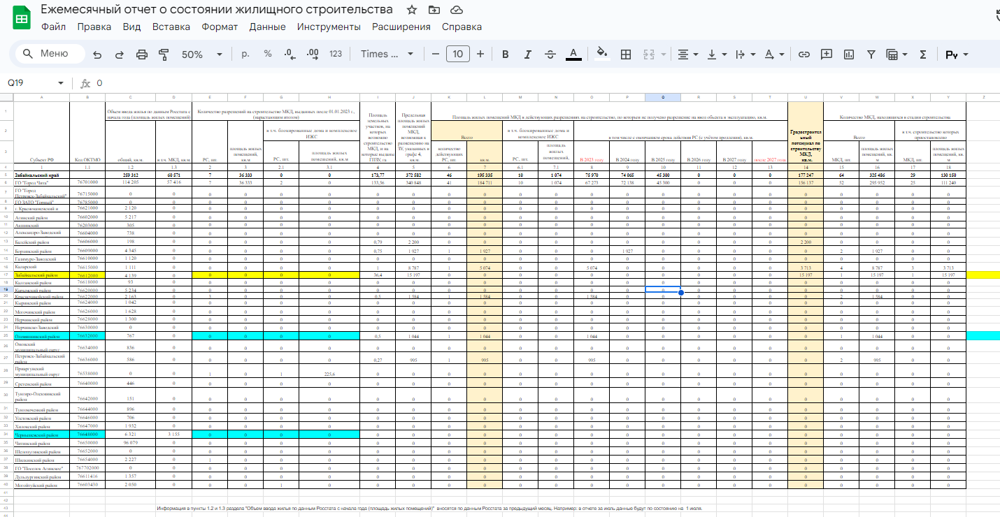 Ежемесячный отчет о состоянии жилищного строительства
Файл Правка Вид Вставка Формат Данные Инструменты Расширения Справка
Меню 50% р. % .0 .00 123 Times ... 10 B I A Σ Ру
Q19 fx 0
A B C D E F G H I J K L M N O P Q R S T U V W X Y Z
Объем ввода жилья по данным Росстата с начала года (площадь жилых помещений)
Количество разрешений на строительство МКД, выданных после 01.01.2023 г., (нарастающим итогом)
Площадь земельных участков, на которых возможно строительство МКД, и на которые выданы ГПЗУ, га
Предельная площадь жилых помещений МКД, возможная к размещению на ЗУ, указанных в графе 4, кв.м.
Площадь жилых помещений МКД в действующих разрешениях на строительство, по которым не получено разрешение на ввод объекта в эксплуатацию, кв.м.
Градостроительный потенциал по строительству МКД, кв.м.
Количество МКД, находящихся в стадии строительства
в т.ч. блокированные дома и комплексное ИЖС
Всего
в т.ч. блокированные дома и комплексное ИЖС
в том числе с окончанием срока действия РС (с учётом продления), кв.м.
Всего
в т.ч. строительство которых приостановлено
Субъект РФ Код ОКТМО общий, кв.м. в т.ч. МКД, кв.м. РС, шт. площадь жилых помещений, кв.м РС, шт. площадь жилых помещений, кв.м количество действующих РС, шт. кв.м. РС, шт. площадь жилых помещений, В 2023 году В 2024 году В 2025 году В 2026 году В 2027 году после 2027 года МКД, шт. площадь жилых помещений, кв. м МКД, шт. площадь жилых помещений, кв. м
1 1.1 1.2 1.3 2 3 2.1 3.1 4 5 6 7 6.1 7.1 8 9 10 11 12 13 14 15 16 17 18
Забайкальский край 259 312 60 571 7 36 333 7 0 173,77 372 582 46 195 335 10 1 074 75 970 74 065 45 300 0 0 0 177 247 64 325 486 29 130 150
ГО "Город Чита" 76701000 114 205 57 416 7 36 333 2 0 133,56 340 848 41 184 711 10 1 074 67 273 72 138 45 300 0 0 0 156 137 52 295 952 25 111 240
ГО "Город Петровск-Забайкальский" 76715000 0 0 0 0 0 0 0 0 0 0 0 0 0 0 0 0 0 0 0 0 0 0 0
ГО ЗАТО "Горный" 76785000 0 0 0 0 0 0 0 0 0 0 0 0 0 0 0 0 0 0 0 0 0 0 0
г. Краснокаменский и 76621000 2 120 0 0 0 0 0 0 0 0 0 0 0 0 0 0 0 0 0 0 0 0 0 0
Агинский район 76602000 5 217 0 0 0 0 0 0 0 0 0 0 0 0 0 0 0 0 0 0 0 0 0 0
Акшинский 76203000 305 0 0 0 0 0 0 0 0 0 0 0 0 0 0 0 0 0 0 0 0 0 0
Александро-Заводский 76604000 738 0 0 0 0 0 0 0 0 0 0 0 0 0 0 0 0 0 0 0 0 0 0
Балейский район 76606000 198 0 0 0 0 0 0,79 2 200 0 0 0 0 0 0 0 0 0 0 2 200 0 0 0 0
Борзинский район 76609000 4 345 0 0 0 0 0 0,75 1 927 1 1 927 0 0 0 1 927 0 0 0 0 0 2 1 927 0 0
Газимуро-Заводский 76610000 1 120 0 0 0 0 0 0 0 0 0 0 0 0 0 0 0 0 0 0 0 0 0 0
Каларский 76615000 1 111 0 0 0 0 0 1 8 787 1 5 074 0 0 5 074 0 0 0 0 0 3 713 4 8 787 3 3 713
Забайкальский район 76612000 4 139 0 0 0 0 0 36,4 15 197 0 0 0 0 0 0 0 0 0 0 15 197 1 15 197 1 15 197
Калганский район 76618000 93 0 0 0 0 0 0 0 0 0 0 0 0 0 0 0 0 0 0 0 0 0 0
Карымский район 76620000 5 234 0 0 0 0 0 0 0 0 0 0 0 0 0 0 0 0 0 0 0 0 0 0
Красночикойский район 76622000 2 163 0 3 0 0 0 0,5 1 584 1 1 584 0 0 1 584 0 0 0 0 0 0 2 1 584 0 0
Кыринский район 76624000 1 042 0 0 0 0 0 0 0 0 0 0 0 0 0 0 0 0 0 0 0 0 0 0
Могочинский район 76626000 1 628 0 0 0 0 0 0 0 0 0 0 0 0 0 0 0 0 0 0 0 0 0 0
Нерчинский район 76628000 1 300 0 0 0 0 0 0 0 0 0 0 0 0 0 0 0 0 0 0 0 0 0 0
Нерчинско-Заводский 76630000 0 0 0 0 0 0 0 0 0 0 0 0 0 0 0 0 0 0 0 0 0 0 0
Оловяннинский район 76632000 767 0 0 0 0 0 0,5 1 044 1 1 044 0 0 1 044 0 0 0 0 0 0 1 1 044 0 0
Ононский муниципальный округ 76634000 836 0 0 0 0 0 0 0 0 0 0 0 0 0 0 0 0 0 0 0 0 0 0
Петровск-Забайкальский район 76636000 586 0 0 0 0 0 0,27 995 1 995 0 0 995 0 0 0 0 0 0 2 995 0 0
Приаргунский муниципальный округ 76538000 0 0 1 0 1 225,6 0 0 0 0 0 0 0 0 0 0 0 0 0 0 0 0 0
Сретенский район 76640000 446 0 0 0 0 0 0 0 0 0 0 0 0 0 0 0 0 0 0 0 0 0 0
Тунгиро-Олекминский район 76642000 151 0 0 0 0 0 0 0 0 0 0 0 0 0 0 0 0 0 0 0 0 0 0
Тунгокоченский район 76644000 896 0 0 0 0 0 0 0 0 0 0 0 0 0 0 0 0 0 0 0 0 0 0
Улетовский район 76646000 706 0 0 0 0 0 0 0 0 0 0 0 0 0 0 0 0 0 0 0 0 0 0
Хилокский район 76647000 1 932 0 0 0 0 0 0 0 0 0 0 0 0 0 0 0 0 0 0 0 0 0 0
Чернышевский район 76648000 6 321 3 155 0 0 0 0 0 0 0 0 0 0 0 0 0 0 0 0 0 0 0 0 0
Читинский район 76650000 96 079 0 0 0 0 0 0 0 0 0 0 0 0 0 0 0 0 0 0 0 0 0 0
Шелопугинский район 76652000 0 0 0 0 0 0 0 0 0 0 0 0 0 0 0 0 0 0 0 0 0 0 0
Шилкинский район 76654000 2 227 0 1 0 0 0 0 0 0 0 0 0 0 0 0 0 0 0 0 0 0 0 0
ГО "Поселок Агинское" 767702000 0 0 0 0 0 0 0 0 0 0 0 0 0 0 0 0 0 0 0 0 0 0 0
Дульдургинский район 76611416 1 357 0 0 0 0 0 0 0 0 0 0 0 0 0 0 0 0 0 0 0 0 0 0
Могойтуйский район 76603430 2 050 0 0 0 1 0 0 0 0 0 0 0 0 0 0 0 0 0 0 0 0 0 0
Информация в пункты 1.2 и 1.3 раздела "Объем ввода жилья по данным Росстата с начала года (площадь жилых помещений)" вносятся по данным Росстата за предыдущий месяц. Например: в отчете за июль данные будут по состоянию на 1 июля.